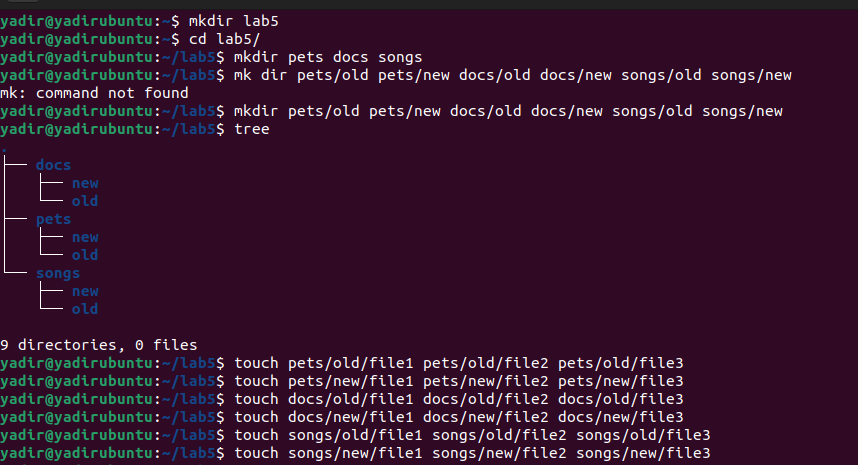 yadir@yadirubuntu:~$ mkdir lab5
yadir@yadirubuntu:~$ cd lab5/
yadir@yadirubuntu:~/lab5$ mkdir pets docs songs
yadir@yadirubuntu:~/lab5$ mk dir pets/old pets/new docs/old docs/new songs/old songs/new
mk: command not found
yadir@yadirubuntu:~/lab5$ mkdir pets/old pets/new docs/old docs/new songs/old songs/new
yadir@yadirubuntu:~/lab5$ tree
.
├── docs
│   ├── new
│   └── old
├── pets
│   ├── new
│   └── old
└── songs
    ├── new
    └── old
9 directories, 0 files
yadir@yadirubuntu:~/lab5$ touch pets/old/file1 pets/old/file2 pets/old/file3
yadir@yadirubuntu:~/lab5$ touch pets/new/file1 pets/new/file2 pets/new/file3
yadir@yadirubuntu:~/lab5$ touch docs/old/file1 docs/old/file2 docs/old/file3
yadir@yadirubuntu:~/lab5$ touch docs/new/file1 docs/new/file2 docs/new/file3
yadir@yadirubuntu:~/lab5$ touch songs/old/file1 songs/old/file2 songs/old/file3
yadir@yadirubuntu:~/lab5$ touch songs/new/file1 songs/new/file2 songs/new/file3